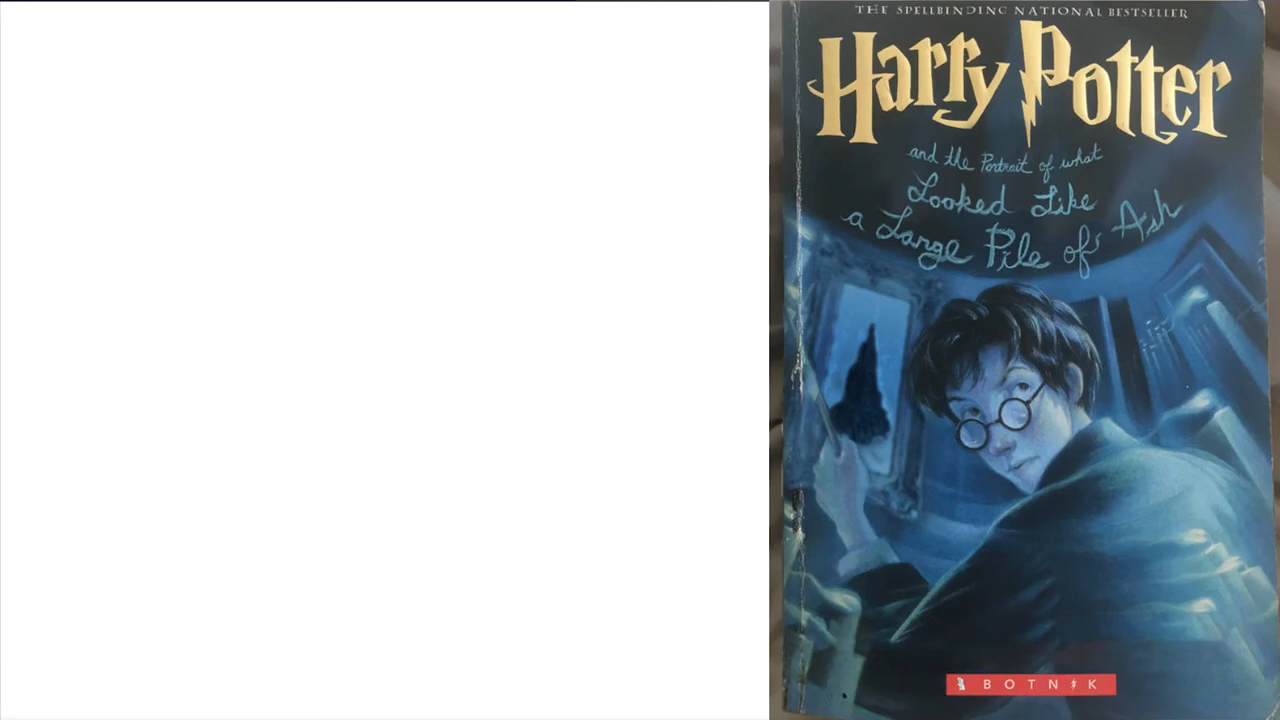 THE SPELLBINDING NATIONAL BESTSELLER
Harry Potter
and the Portrait of what
Looked Like
a Large Pile of Ash
BOTNIK